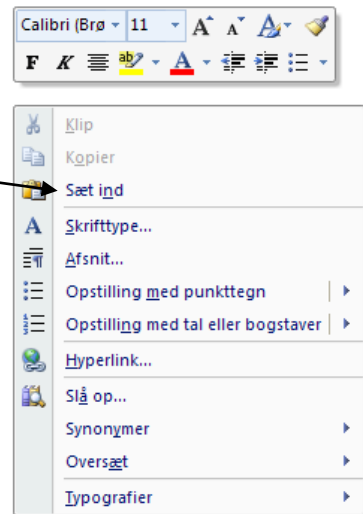 Calibri (Brø 11 A A A
F K ab A
Klip
Kopier
Sæt ind
A Skrifttype...
Afsnit...
Opstilling med punkttegn
Opstilling med tal eller bogstaver
Hyperlink...
Slå op...
Synonymer
Oversæt
Typografier